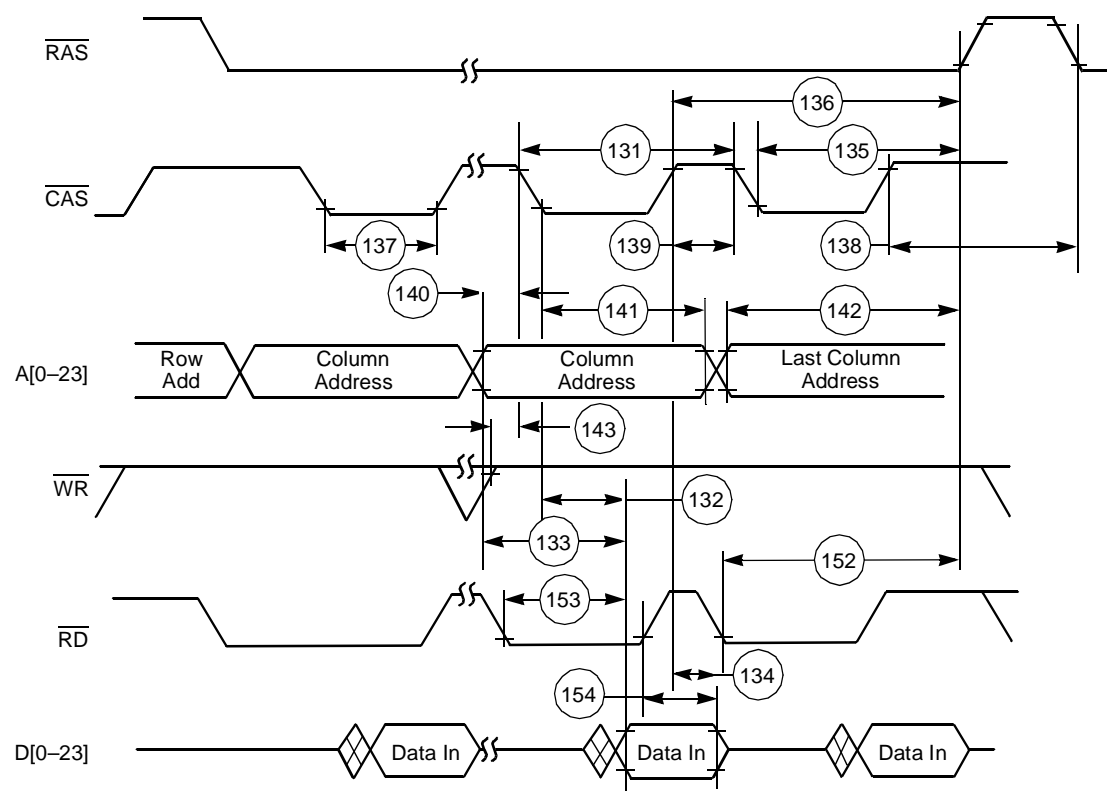 RAS
136
131
135
CAS
137
139
138
140
141
142
A[0–23]
Row
Add
Column
Address
Column
Address
Last Column
Address
143
WR
132
133
152
153
RD
134
154
D[0–23]
Data In
Data In
Data In